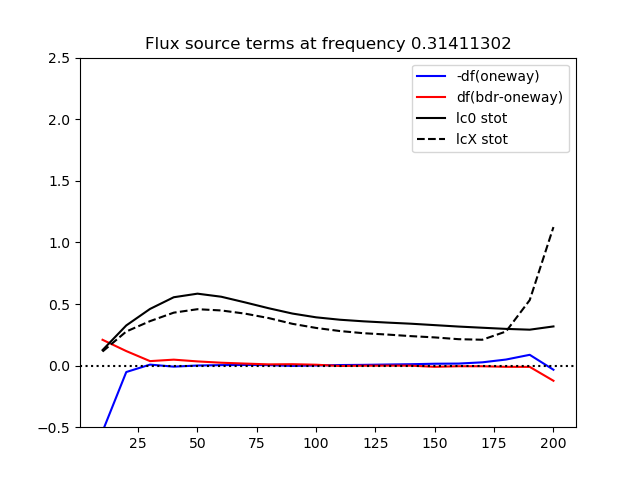 Flux source terms at frequency 0.31411302
2.5
2.0
1.5
1.0
0.5
0.0
−0.5
-df(oneway)
df(bdr-oneway)
lc0 stot
lcX stot
25 50 75 100 125 150 175 200